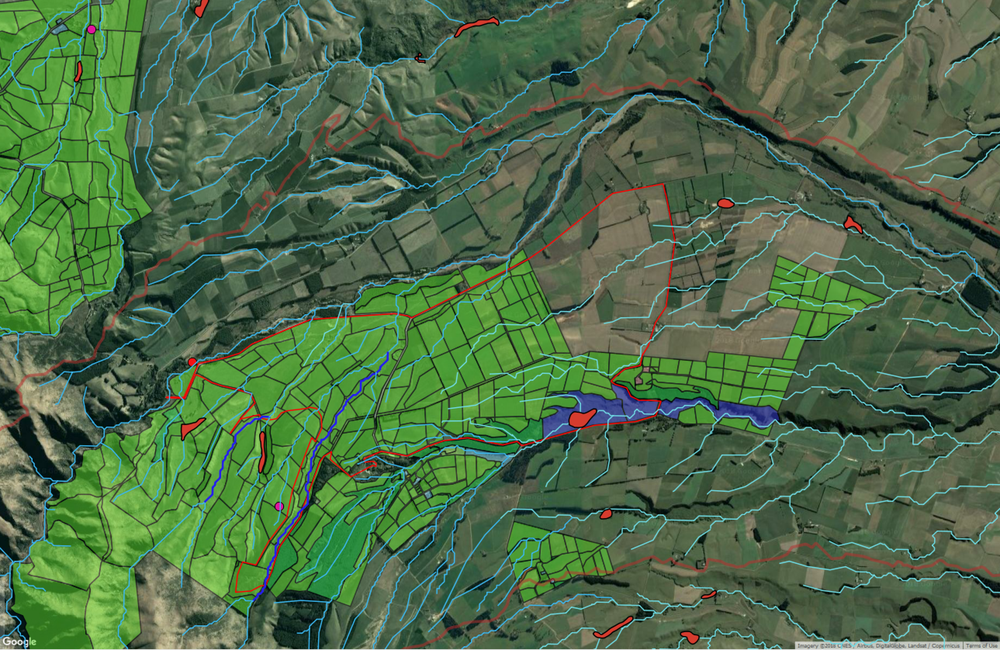 Google
Imagery ©2018 CNES / Airbus, DigitalGlobe, Landsat / Copernicus
Terms of Use